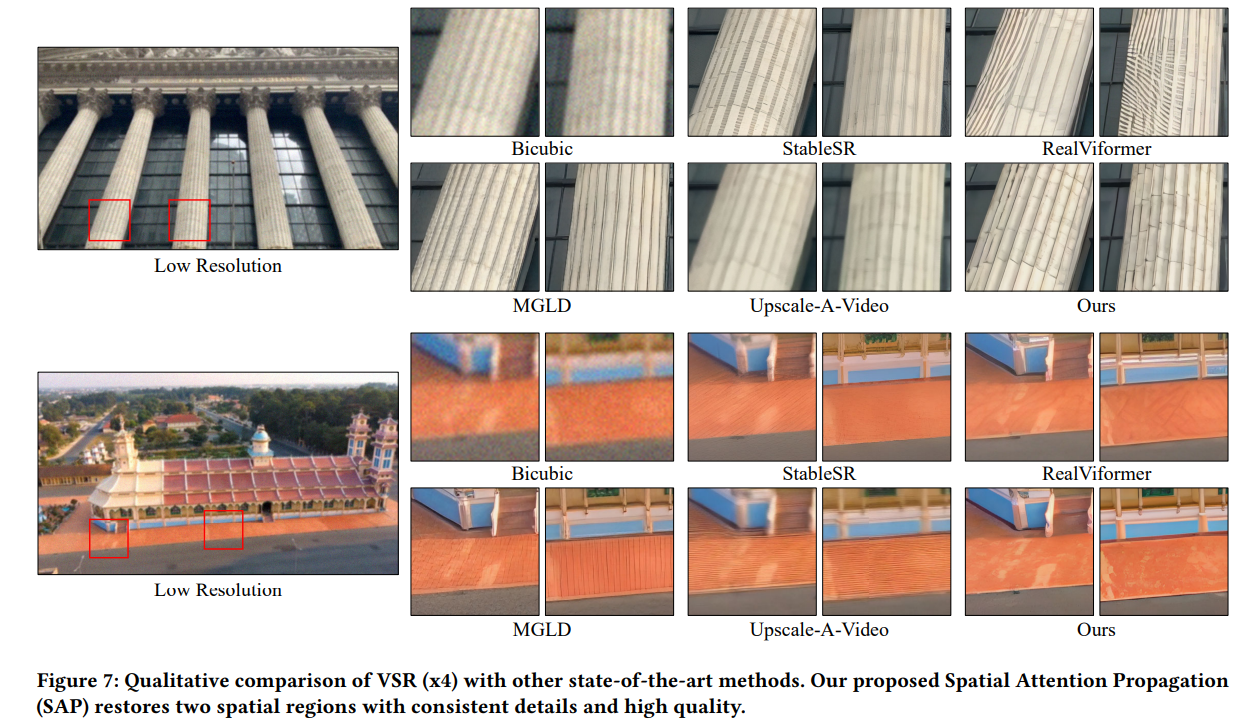 Bicubic
StableSR
RealViformer
Low Resolution
MGLD
Upscale-A-Video
Ours
Bicubic
StableSR
RealViformer
Low Resolution
MGLD
Upscale-A-Video
Ours
Figure 7: Qualitative comparison of VSR (x4) with other state-of-the-art methods. Our proposed Spatial Attention Propagation
(SAP) restores two spatial regions with consistent details and high quality.